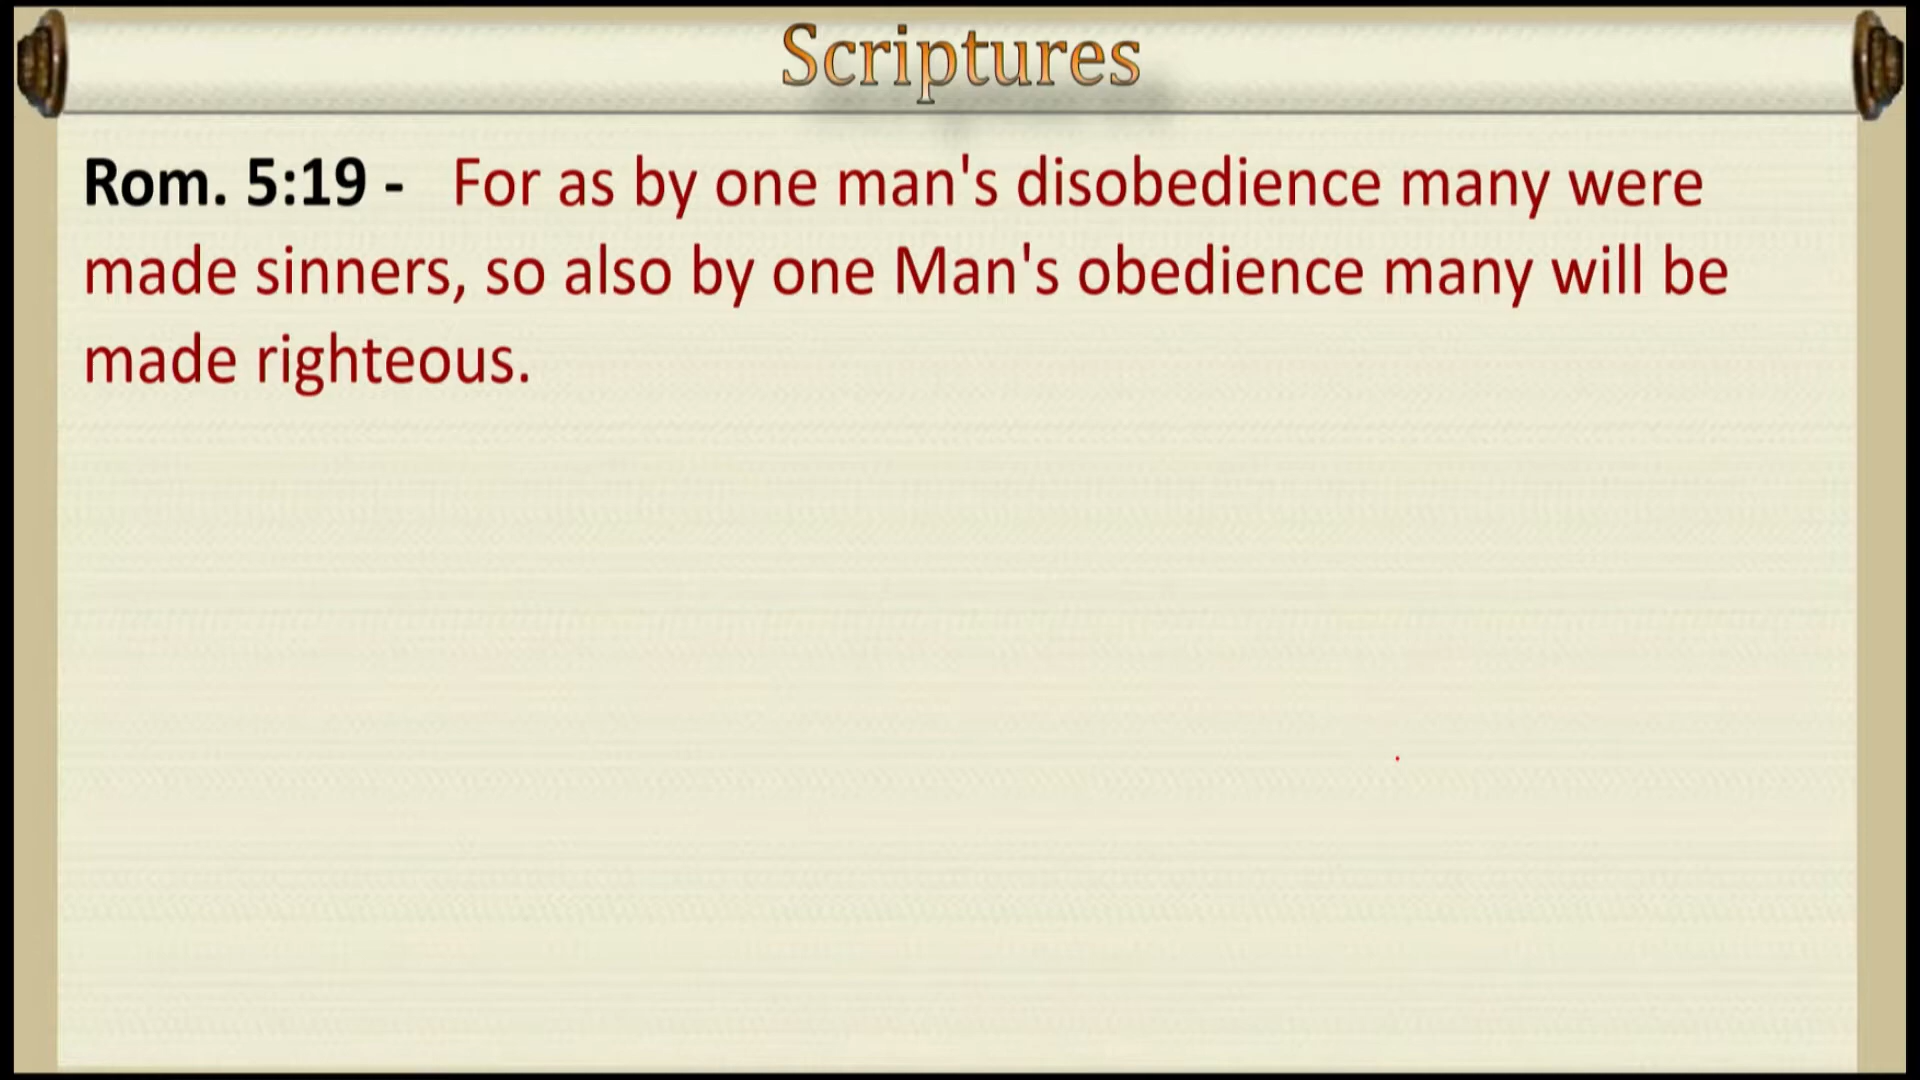 Scriptures
Rom. 5:19 - For as by one man's disobedience many were
made sinners, so also by one Man's obedience many will be
made righteous.